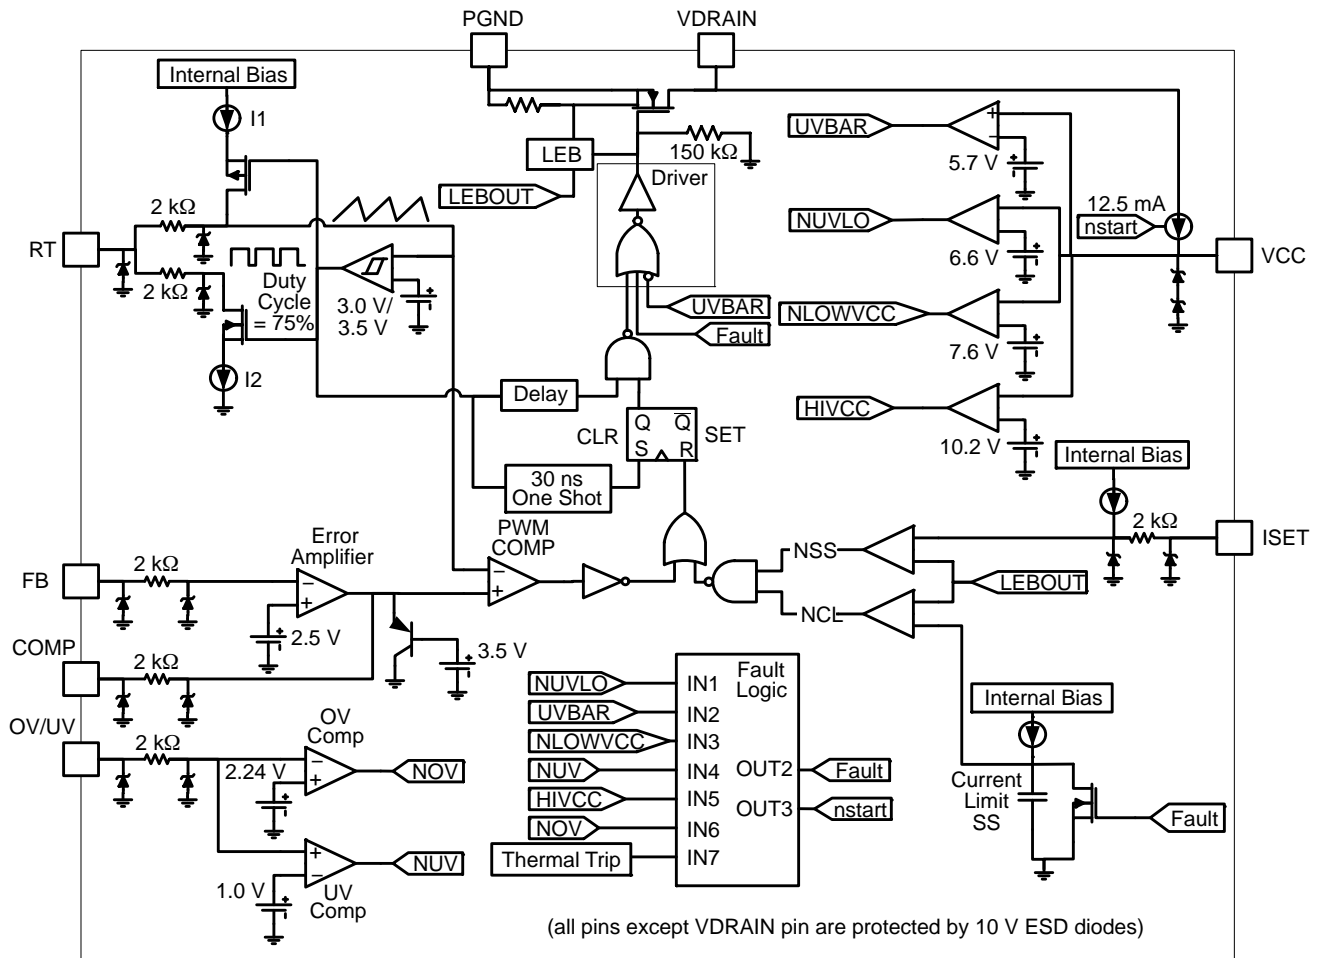 PGND
VDRAIN
Internal Bias
I1
UVBAR
LEB
150 kΩ
5.7 V
Driver
LEBOUT
12.5 mA
nstart
2 kΩ
NUVLO
RT
VCC
6.6 V
2 kΩ
Duty
Cycle
= 75%
3.0 V/
3.5 V
UVBAR
NLOWVCC
Fault
7.6 V
I2
Delay
HIVCC
Q
Q
CLR
SET
S
R
10.2 V
Internal Bias
30 ns
One Shot
PWM
COMP
2 kΩ
Error
Amplifier
ISET
NSS
2 kΩ
FB
LEBOUT
NCL
2.5 V
COMP
2 kΩ
3.5 V
Fault
Logic
NUVLO
IN1
Internal Bias
UVBAR
IN2
OV/UV
OV
Comp
2 kΩ
NLOWVCC
IN3
2.24 V
NOV
NUV
IN4
OUT2
Fault
Current
Limit
SS
HIVCC
IN5
OUT3
nstart
Fault
NOV
IN6
Thermal Trip
IN7
NUV
1.0 V
UV
Comp
(all pins except VDRAIN pin are protected by 10 V ESD diodes)